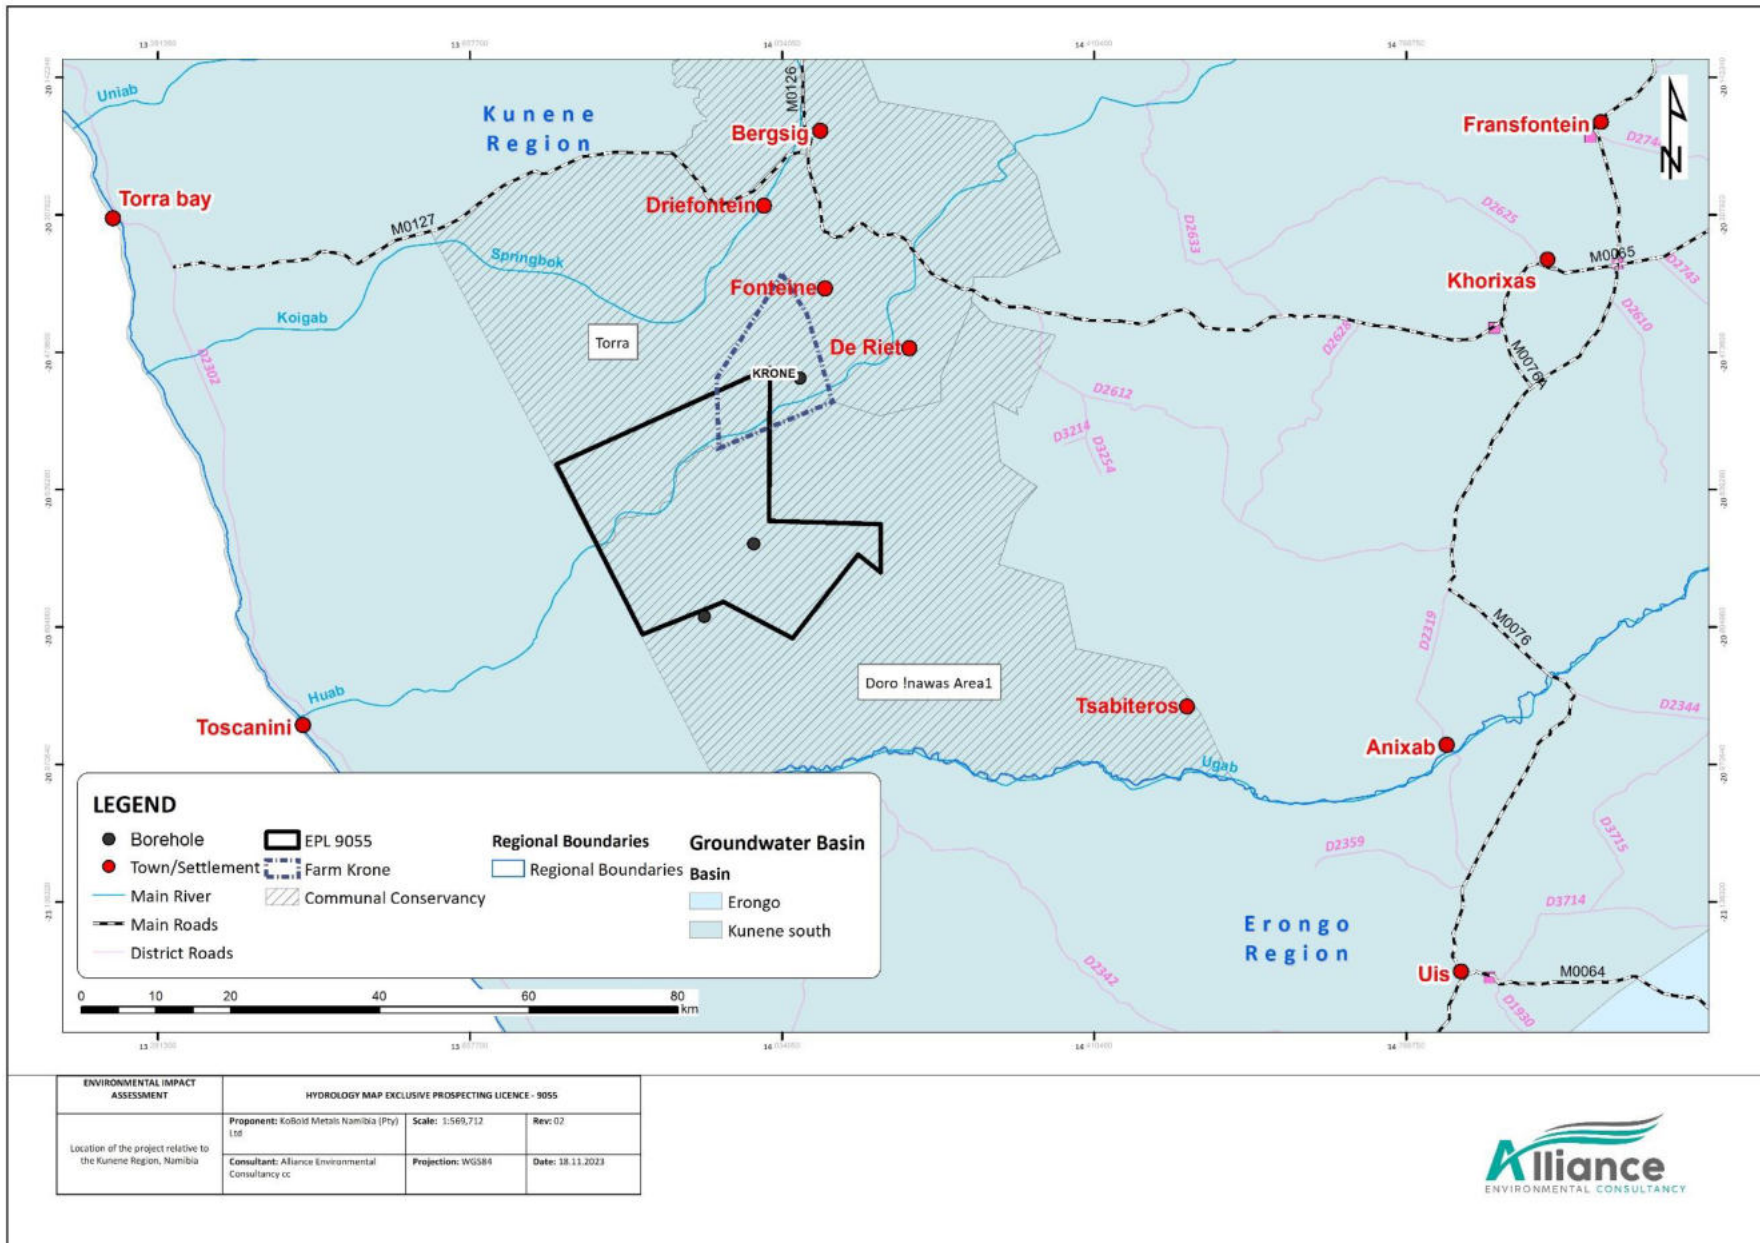 Uniab
Kunene
Region
M0126
Bergsig
Fransfontein
D2744
Torra bay
Driefontein
D2625
D2633
M0127
Springbok
M0065
Khorixas
D2743
Fonteine
Koigab
D2610
Torra
De Riet
D2628
D2302
KRONE
M0076A
D2612
D3214
D3254
M0076
D2319
Doro !nawas Area1
Huab
Tsabiteros
D2344
Toscanini
Anixab
Ugab
LEGEND
Borehole
Town/Settlement
Main River
Main Roads
District Roads
EPL 9055
Farm Krone
Communal Conservancy
Regional Boundaries
Regional Boundaries
Groundwater Basin
Basin
Erongo
Kunene south
D2359
D3715
D3714
Erongo
Region
D2342
Uis
M0064
D1930
0 10 20 40 60 80
km
ENVIRONMENTAL IMPACT
ASSESSMENT
HYDROLOGY MAP EXCLUSIVE PROSPECTING LICENCE - 9055
Location of the project relative to
the Kunene Region, Namibia
Proponent: KoBold Metals Namibia (Pty)
Ltd
Scale: 1:569,712
Rev: 02
Consultant: Alliance Environmental
Consultancy cc
Projection: WGS84
Date: 18.11.2023
Alliance
ENVIRONMENTAL CONSULTANCY